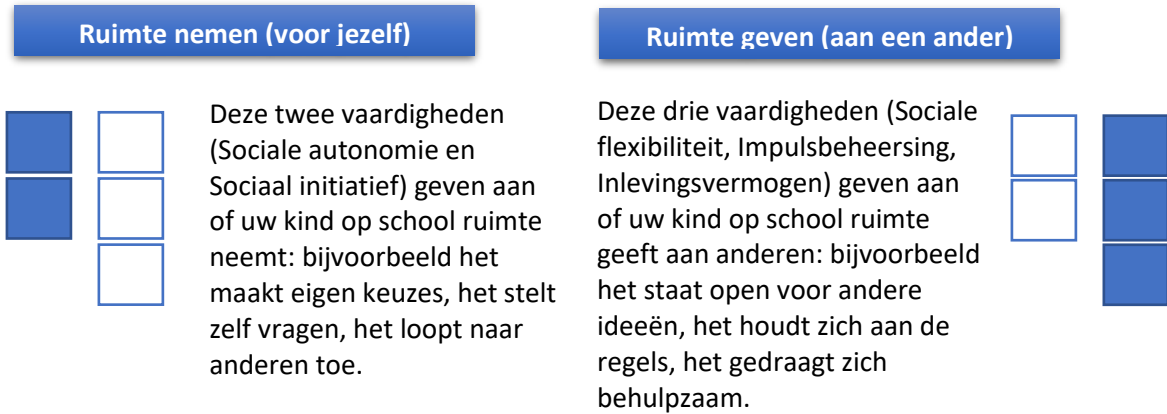 Ruimte nemen (voor jezelf)
Deze twee vaardigheden
(Sociale autonomie en
Sociaal initiatief) geven aan
of uw kind op school ruimte
neemt: bijvoorbeeld het
maakt eigen keuzes, het stelt
zelf vragen, het loopt naar
anderen toe.
Ruimte geven (aan een ander)
Deze drie vaardigheden (Sociale
flexibiliteit, Impulsbeheersing,
Inlevingsvermogen) geven aan
of uw kind op school ruimte
geeft aan anderen: bijvoorbeeld
het staat open voor andere
ideeën, het houdt zich aan de
regels, het gedraagt zich
behulpzaam.